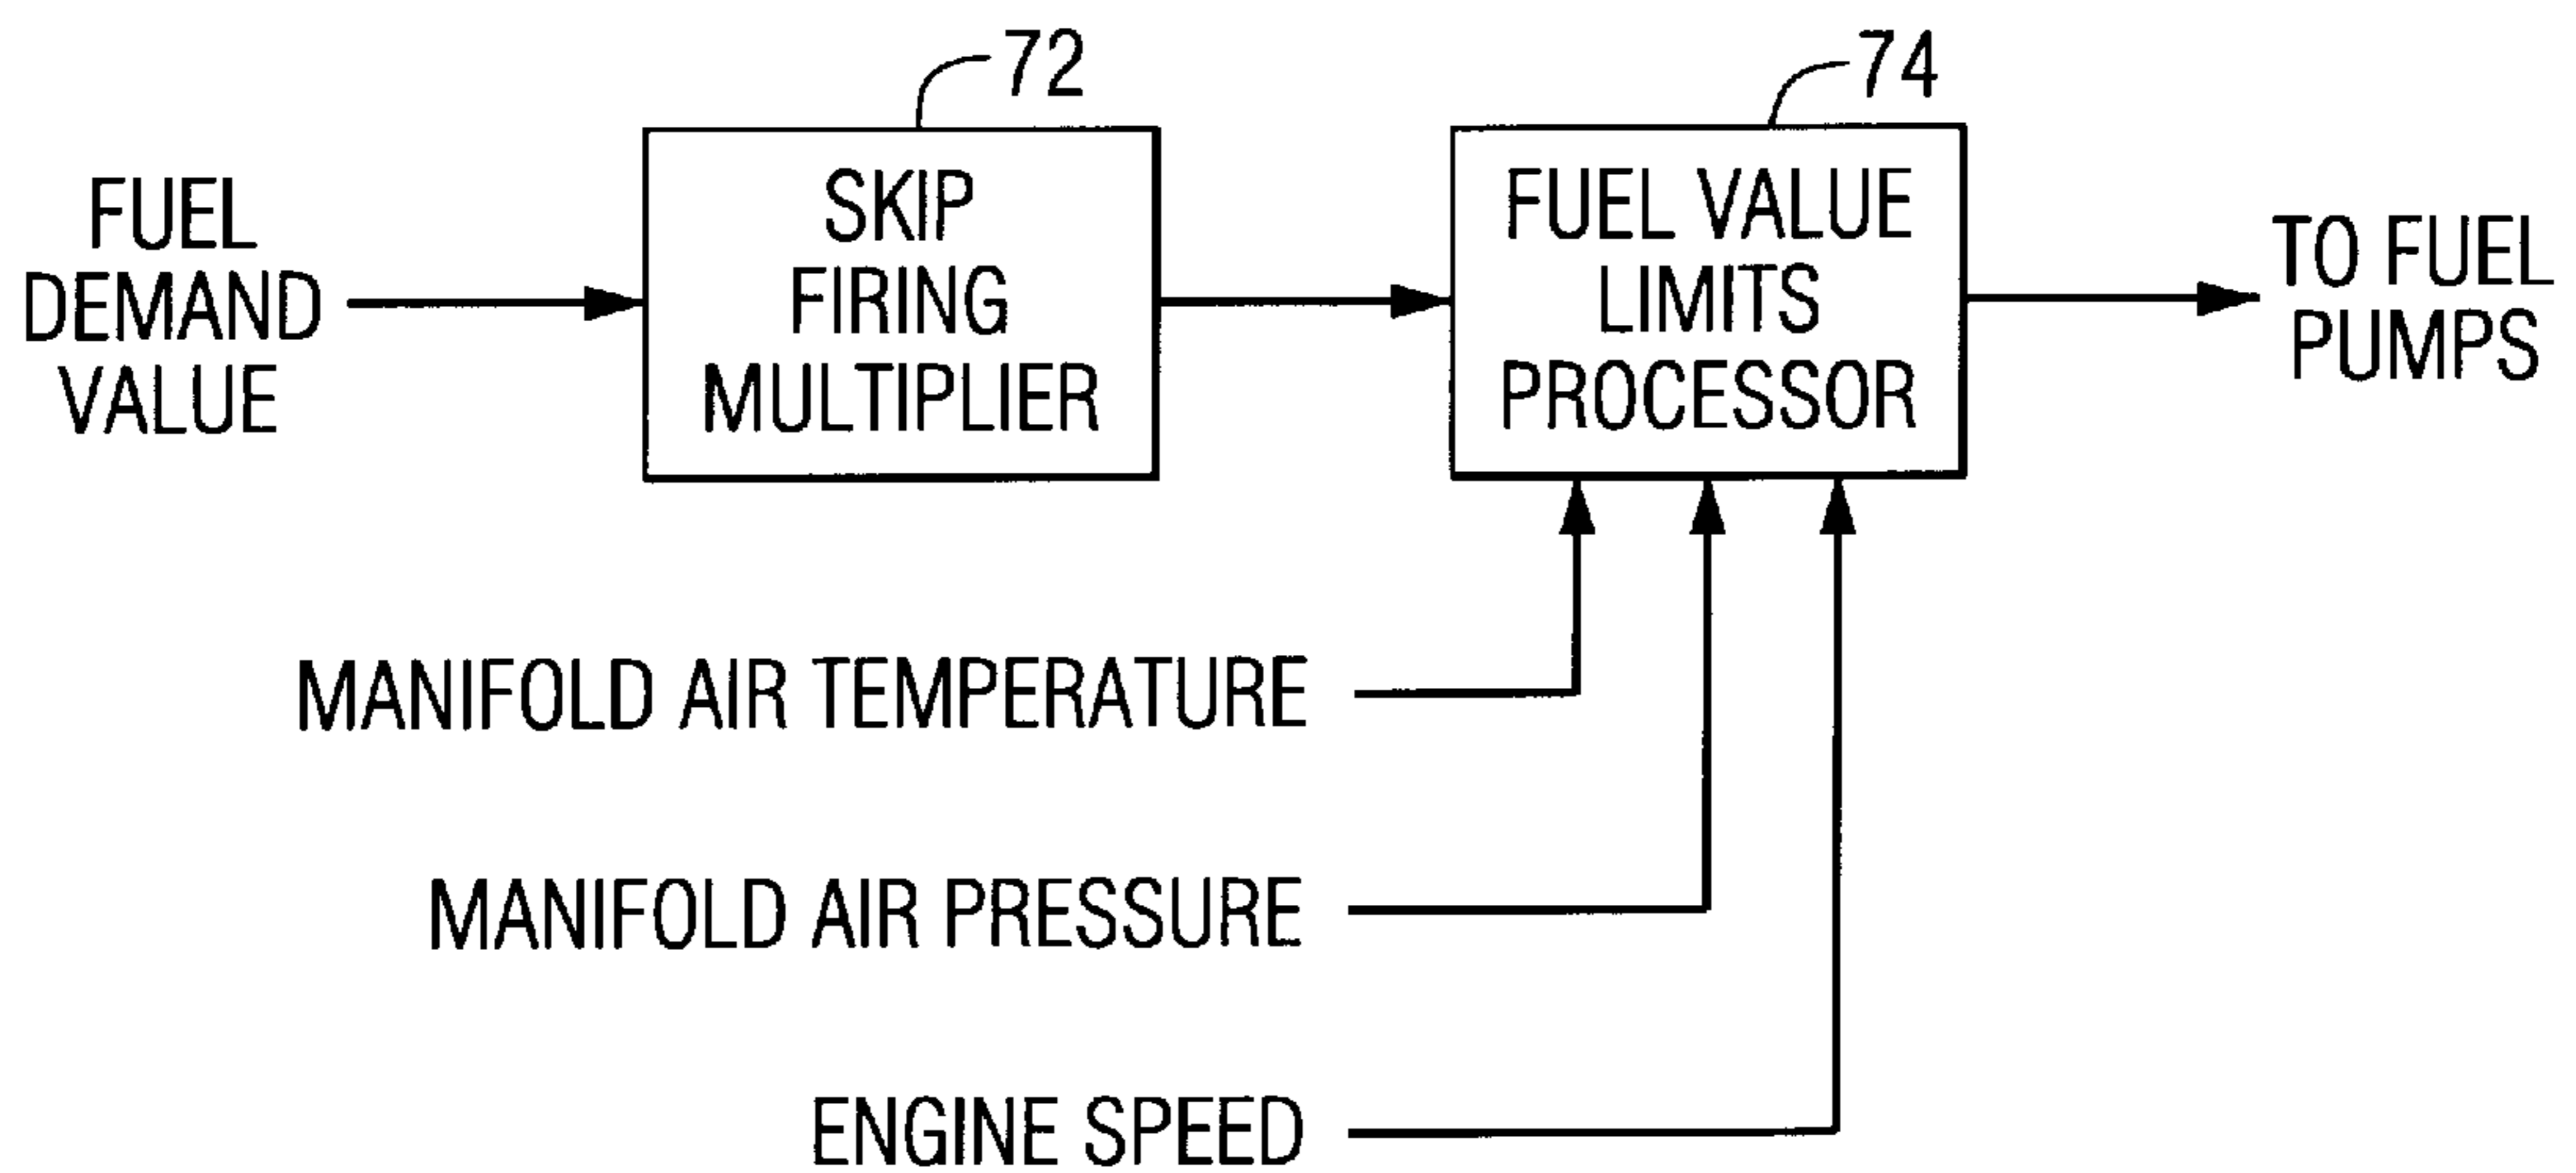 72
74
FUEL
DEMAND
VALUE
SKIP
FIRING
MULTIPLIER
FUEL VALUE
LIMITS
PROCESSOR
TO FUEL
PUMPS
MANIFOLD AIR TEMPERATURE
MANIFOLD AIR PRESSURE
ENGINE SPEED